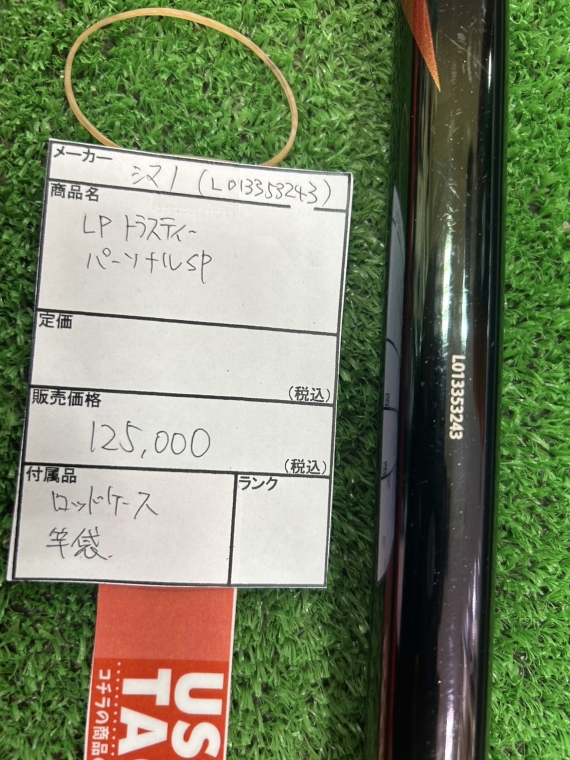 メーカー
シマノ (L013353243)
商品名
LP トラスティー
パーソナルSP
定価
(税込)
販売価格
125,000
(税込)
付属品
ロッドケース
竿袋
ランク
US
TA
コチラの商品
L013353243